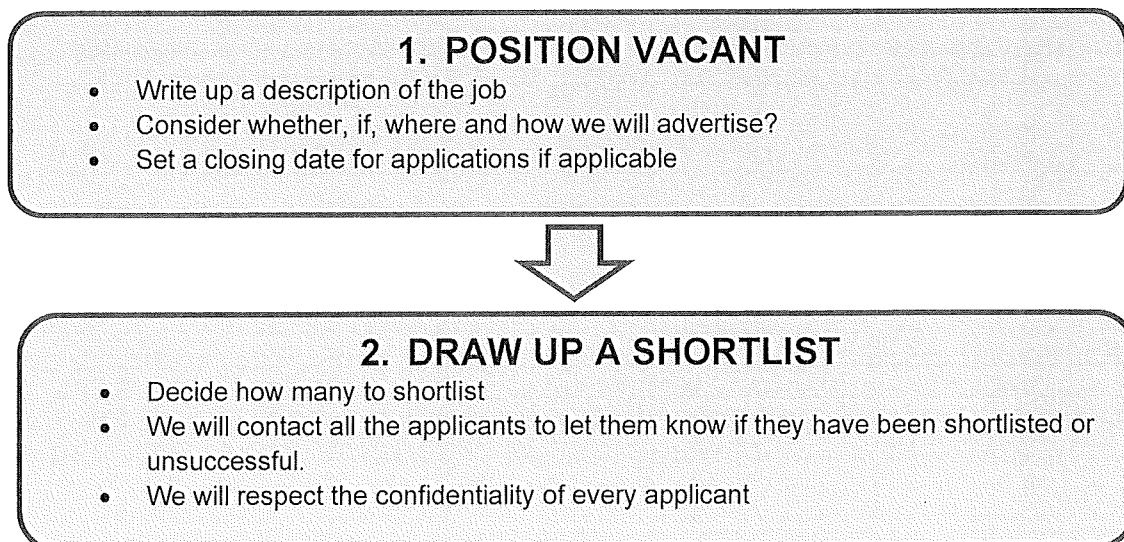 1. POSITION VACANT
• Write up a description of the job
• Consider whether, if, where and how we will advertise?
• Set a closing date for applications if applicable
2. DRAW UP A SHORTLIST
• Decide how many to shortlist
• We will contact all the applicants to let them know if they have been shortlisted or
unsuccessful.
• We will respect the confidentiality of every applicant